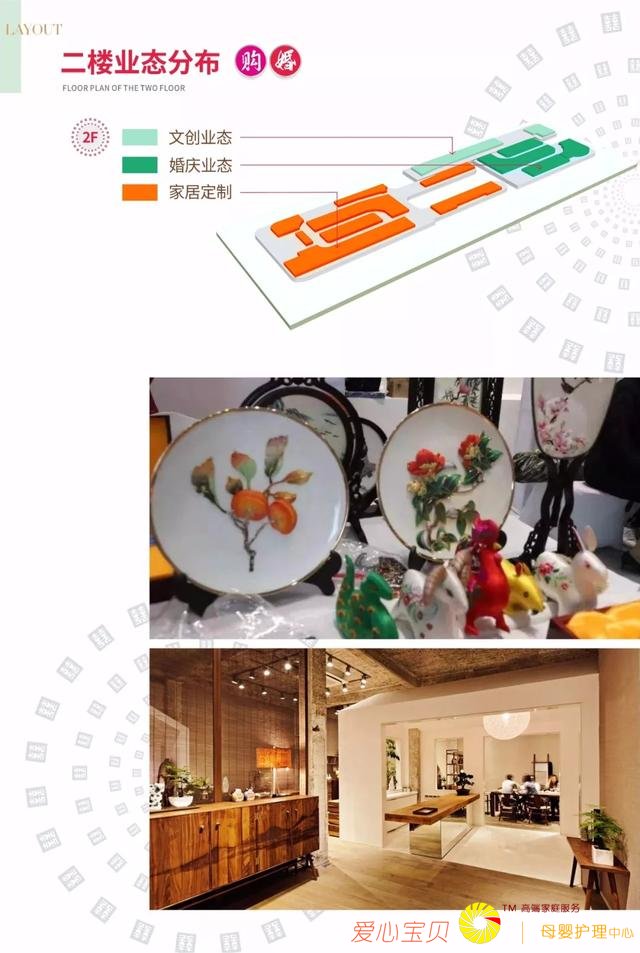 LAYOUT
二楼业态分布 购 婚
FLOOR PLAN OF THE TWO FLOOR
2F
文创业态
婚庆业态
家居定制
爱心宝贝 TM 高端家庭服务
母婴护理中心